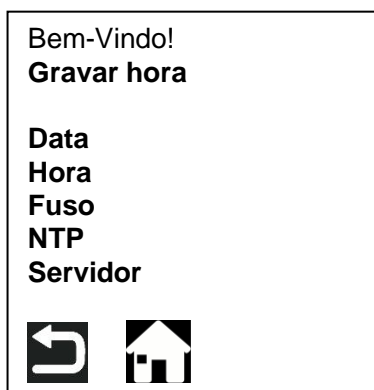 Bem-Vindo!
Gravar hora
Data
Hora
Fuso
NTP
Servidor